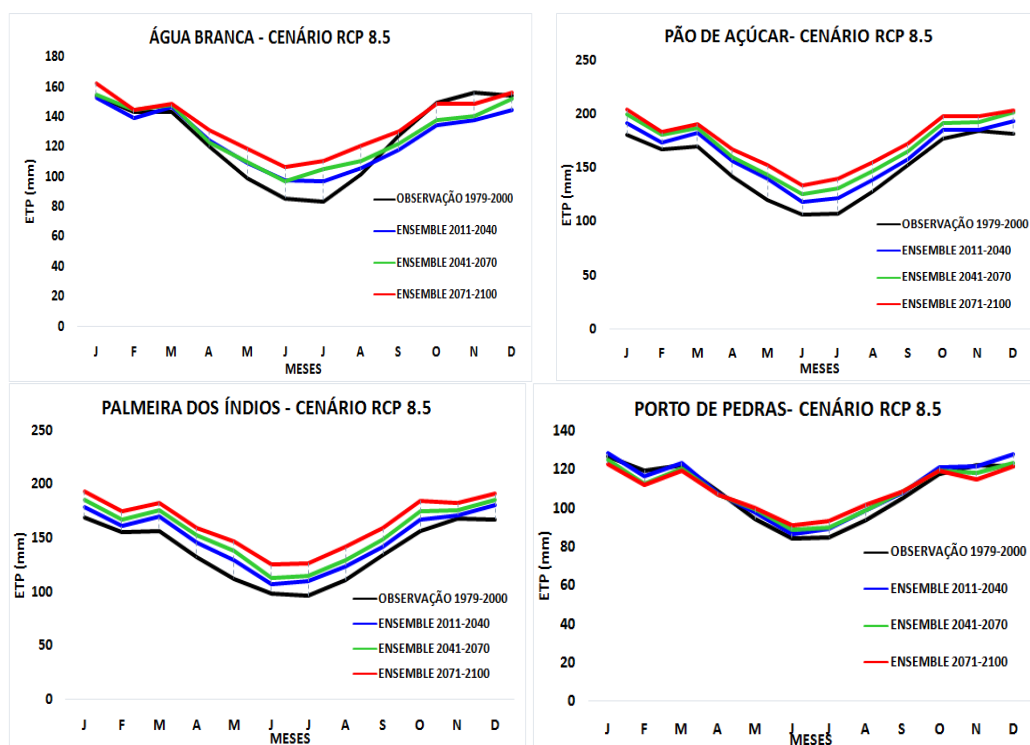 ÁGUA BRANCA - CENÁRIO RCP 8.5
180
160
140
120
100
80
60
40
20
0
ETP (mm)
J F M A M J J A S O N D
MESES
OBSERVAÇÃO 1979-2000
ENSEMBLE 2011-2040
ENSEMBLE 2041-2070
ENSEMBLE 2071-2100
PÃO DE AÇÚCAR- CENÁRIO RCP 8.5
250
200
150
100
50
0
ETP (mm)
J F M A M J J A S O N D
MESES
OBSERVAÇÃO 1979-2000
ENSEMBLE 2011-2040
ENSEMBLE 2041-2070
ENSEMBLE 2071-2100
PALMEIRA DOS ÍNDIOS - CENÁRIO RCP 8.5
250
200
150
100
50
0
ETP (mm)
J F M A M J J A S O N D
MESES
OBSERVAÇÃO 1979-2000
ENSEMBLE 2011-2040
ENSEMBLE 2041-2070
ENSEMBLE 2071-2100
PORTO DE PEDRAS- CENÁRIO RCP 8.5
140
120
100
80
60
40
20
0
ETP (mm)
J F M A M J J A S O N D
MESES
OBSERVAÇÃO 1979-2000
ENSEMBLE 2011-2040
ENSEMBLE 2041-2070
ENSEMBLE 2071-2100